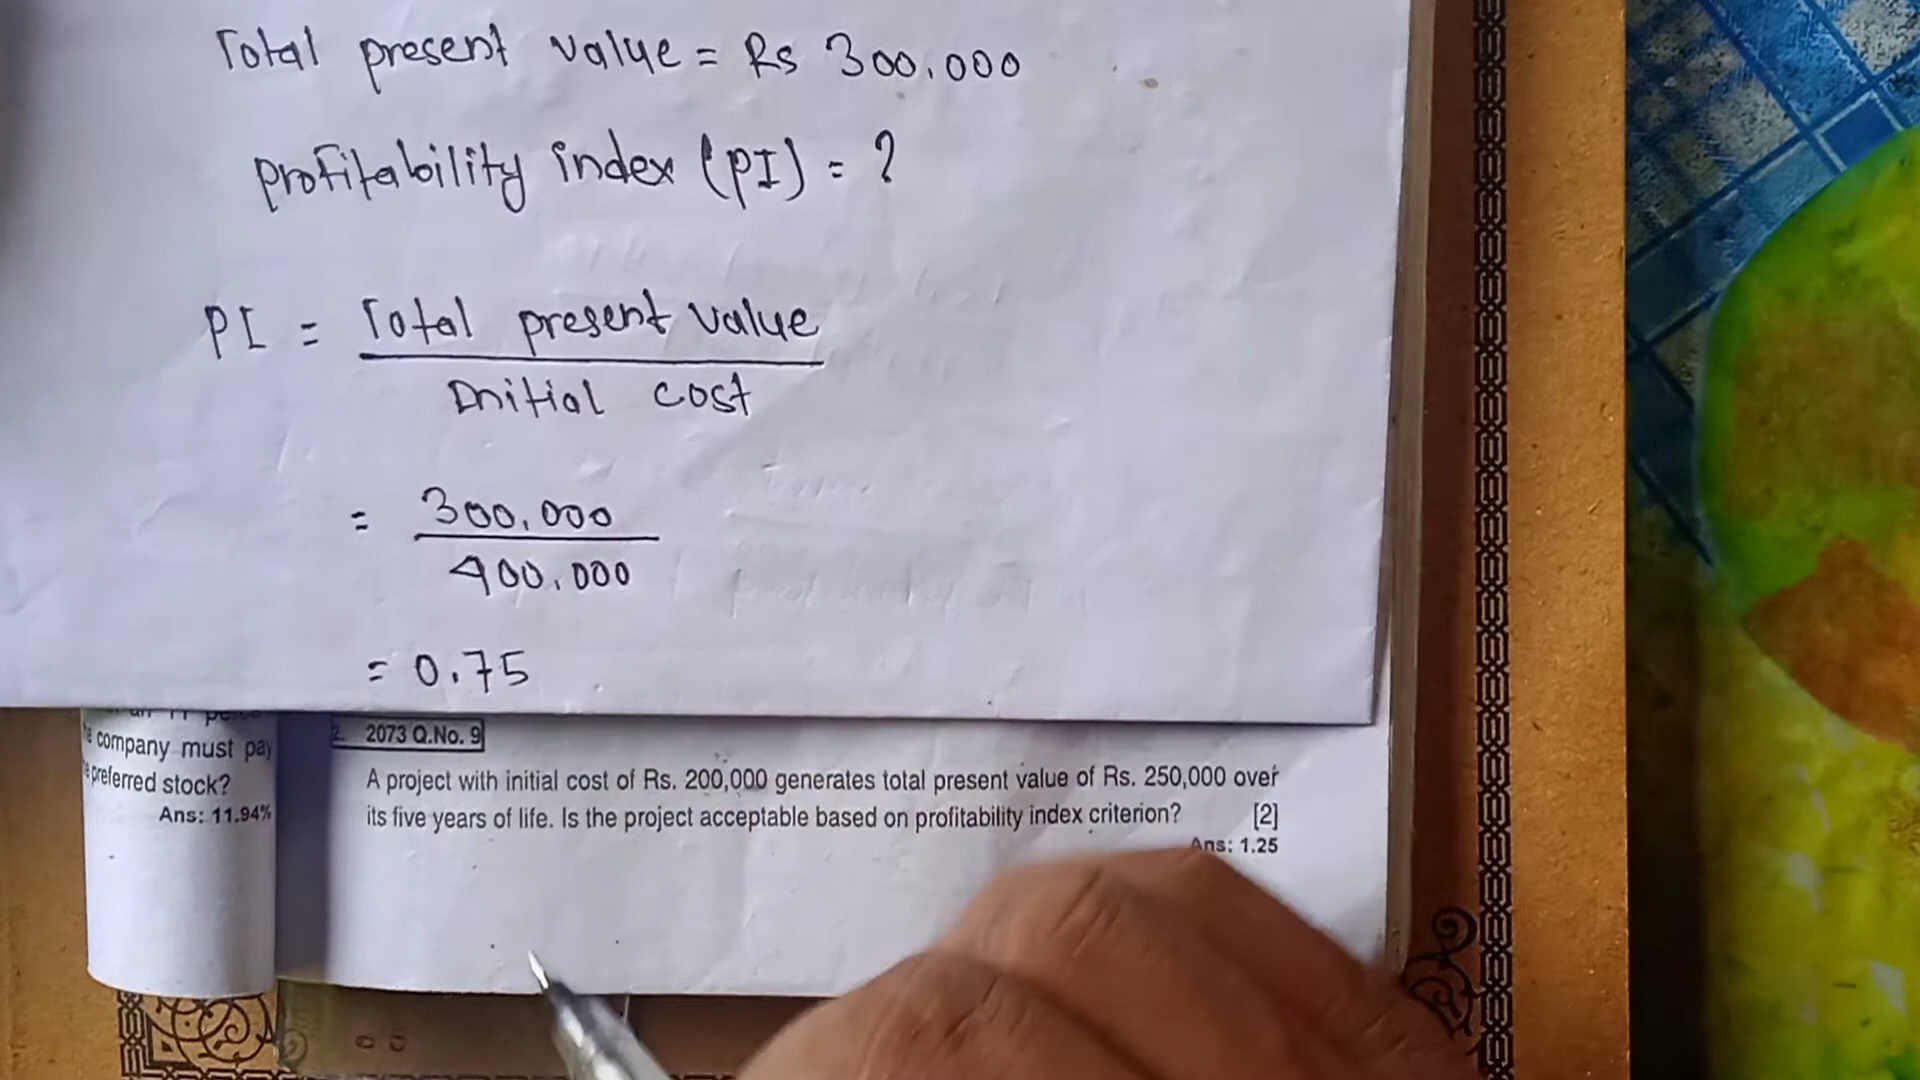 Total present value = Rs 300,000
profitability index (PI) = ?
PI = Total present value
Initial cost
= 300,000
400,000
= 0.75
company must pay
preferred stock?
Ans: 11.94%
2. 2073 Q.No. 9
A project with initial cost of Rs. 200,000 generates total present value of Rs. 250,000 over
its five years of life. Is the project acceptable based on profitability index criterion? [2]
Ans: 1.25